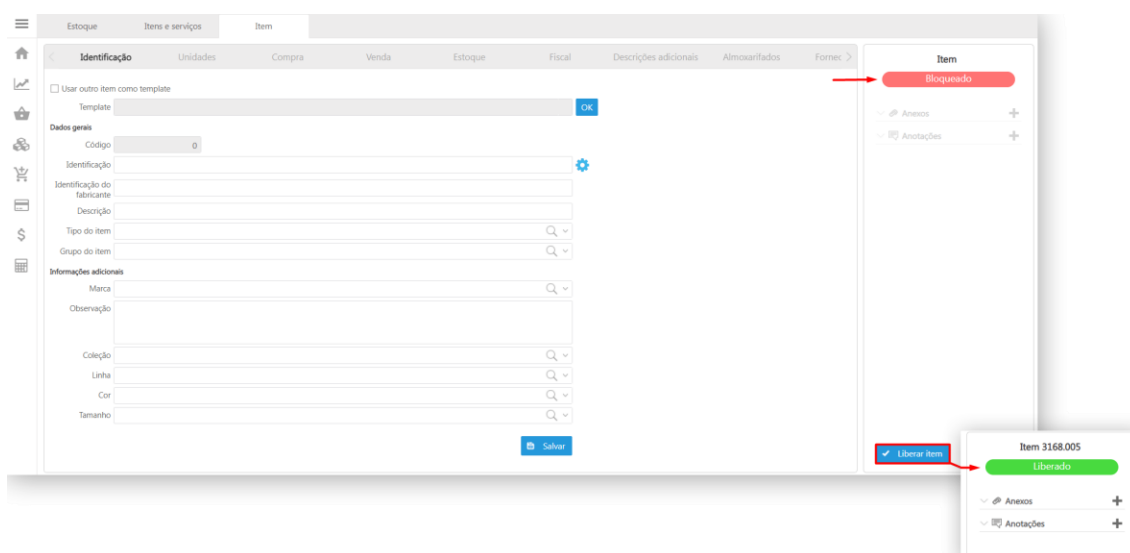 Estoque Itens e serviços Item
Identificação Unidades Compra Venda Estoque Fiscal Descrições adicionais Almoxarifados Fornec
Item
Bloqueado
Usar outro item como template
Template OK
Anexos
Dados gerais
Anotações
Código 0
Identificação
Identificação do
fabricante
Descrição
Tipo do item
Grupo do item
Informações adicionais
Marca
Observação
Coleção
Linha
Cor
Tamanho
Salvar
Liberar item
Item 3168.005
Liberado
Anexos
Anotações